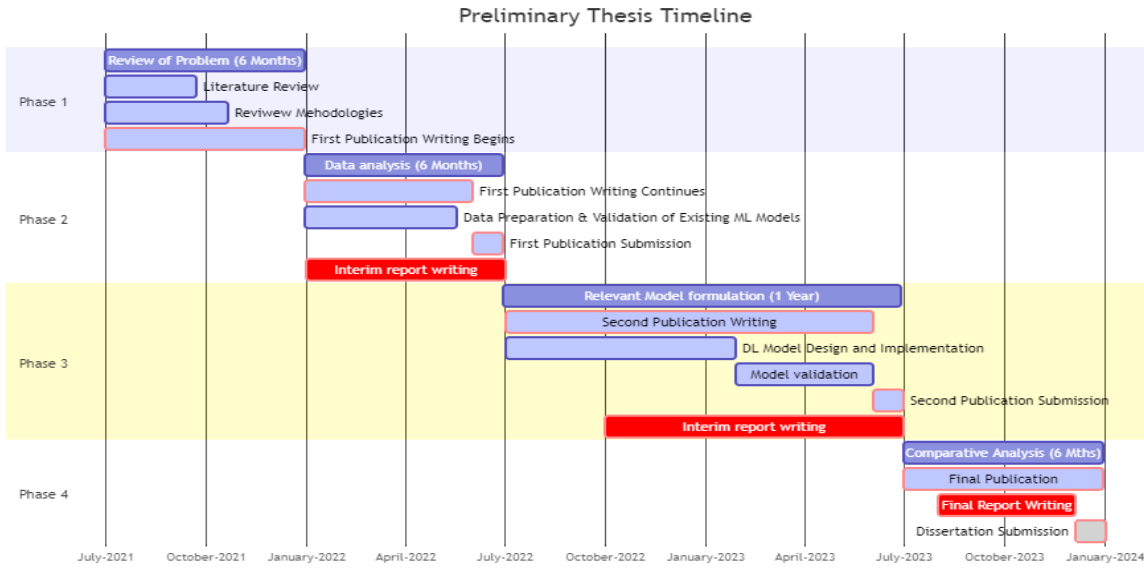 Preliminary Thesis Timeline
Phase 1
Review of Problem (6 Months)
Literature Review
Reviwew Mehodologies
First Publication Writing Begins
Phase 2
Data analysis (6 Months)
First Publication Writing Continues
Data Preparation & Validation of Existing ML Models
First Publication Submission
Interim report writing
Phase 3
Relevant Model formulation (1 Year)
Second Publication Writing
DL Model Design and Implementation
Model validation
Second Publication Submission
Interim report writing
Phase 4
Comparative Analysis (6 Mths)
Final Publication
Final Report Writing
Dissertation Submission
July-2021 October-2021 January-2022 April-2022 July-2022 October-2022 January-2023 April-2023 July-2023 October-2023 January-2024